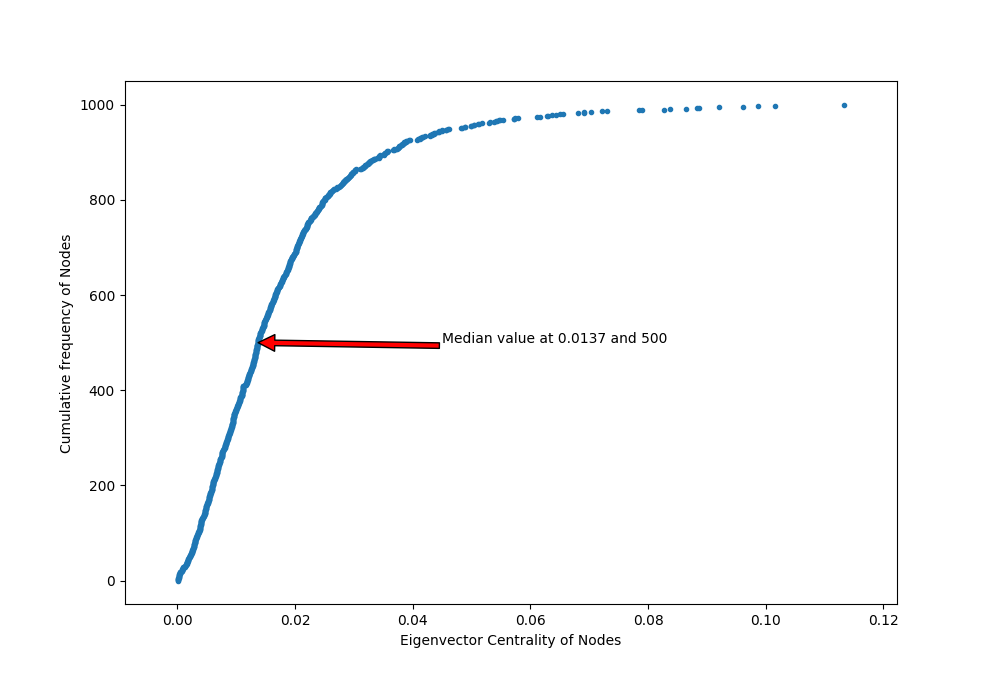 1000
800
600
400
200
0
Cumulative frequency of Nodes
Median value at 0.0137 and 500
0.00 0.02 0.04 0.06 0.08 0.10 0.12
Eigenvector Centrality of Nodes